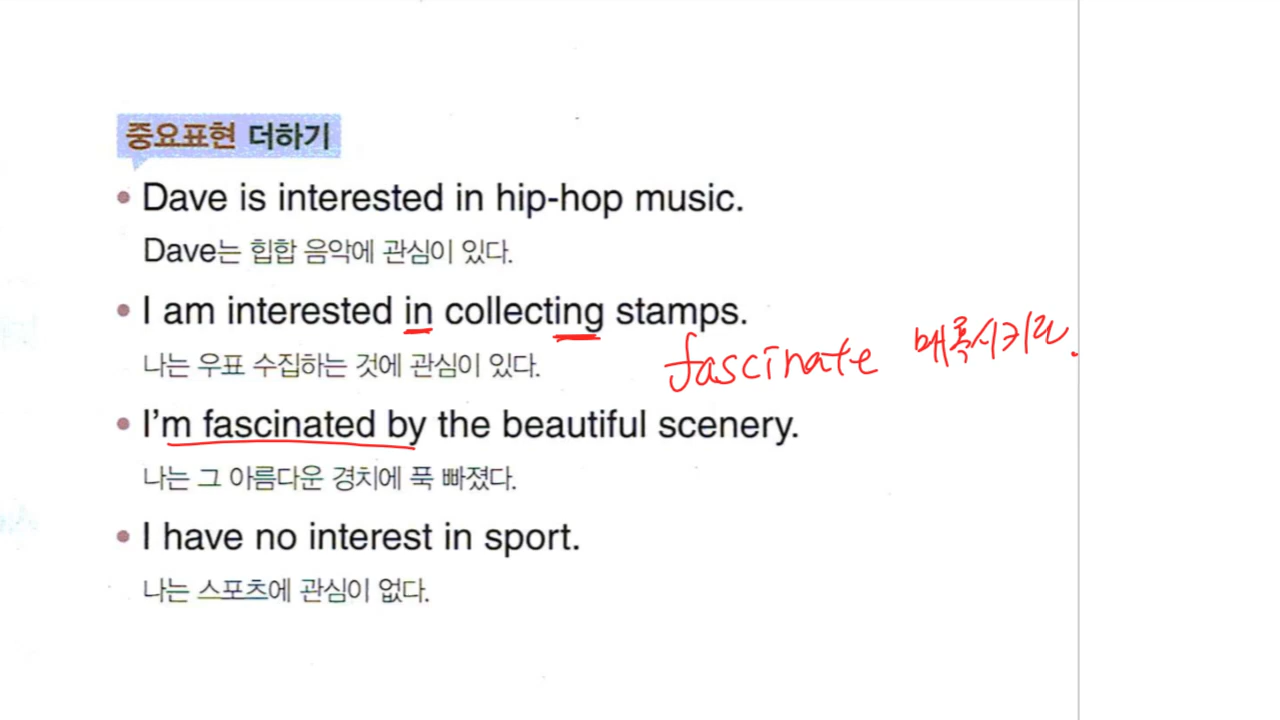 중요표현 더하기
• Dave is interested in hip-hop music.
Dave는 힙합 음악에 관심이 있다.
• I am interested in collecting stamps.
나는 우표 수집하는 것에 관심이 있다.
fascinate 매혹시키다.
• I'm fascinated by the beautiful scenery.
나는 그 아름다운 경치에 푹 빠졌다.
• I have no interest in sport.
나는 스포츠에 관심이 없다.